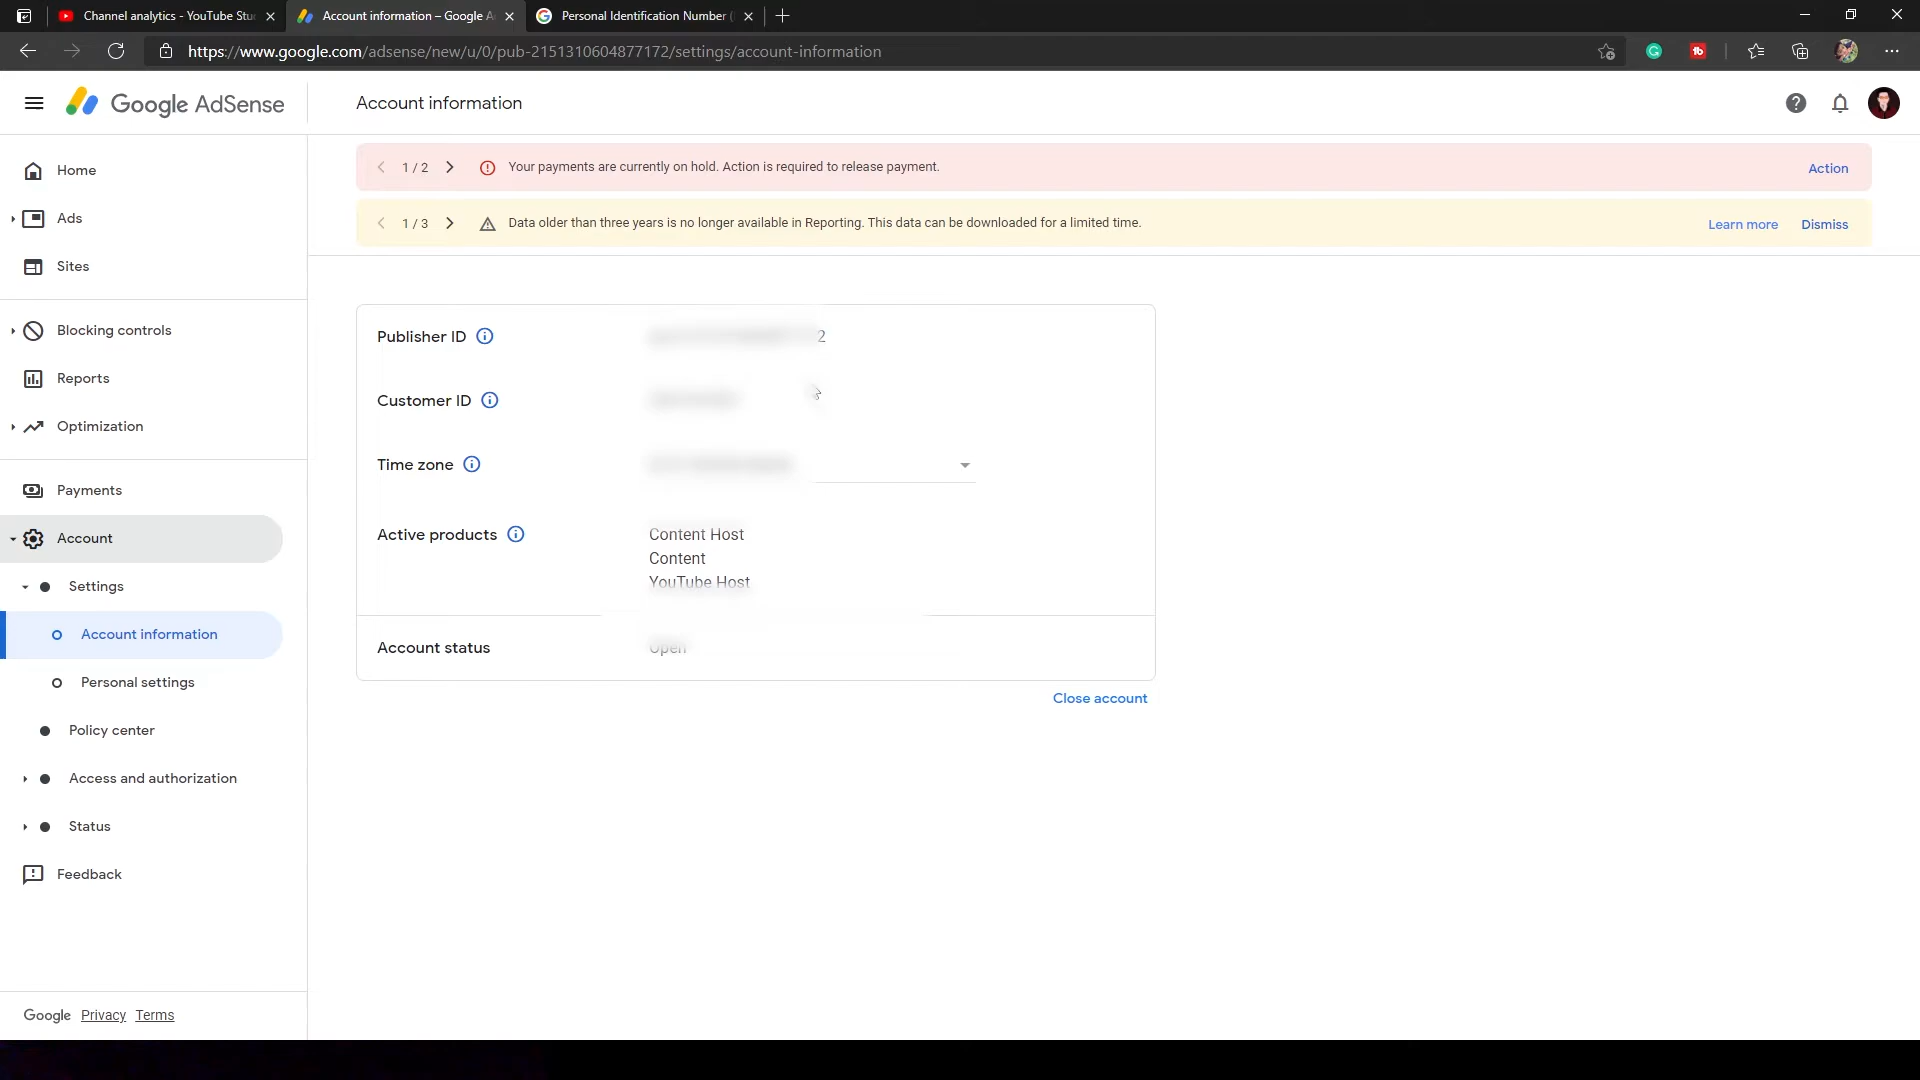 Channel analytics - YouTube Stu
Account information – Google A
Personal Identification Number (
https://www.google.com/adsense/new/u/0/pub-2151310604877172/settings/account-information
Google AdSense
Account information
Home
Ads
Sites
Blocking controls
Reports
Optimization
Payments
Account
Settings
Account information
Personal settings
Policy center
Access and authorization
Status
Feedback
Google Privacy Terms
1 / 2 Your payments are currently on hold. Action is required to release payment. Action
1 / 3 Data older than three years is no longer available in Reporting. This data can be downloaded for a limited time. Learn more Dismiss
Publisher ID 2
Customer ID
Time zone
Active products Content Host
Content
YouTube Host
Account status Open
Close account